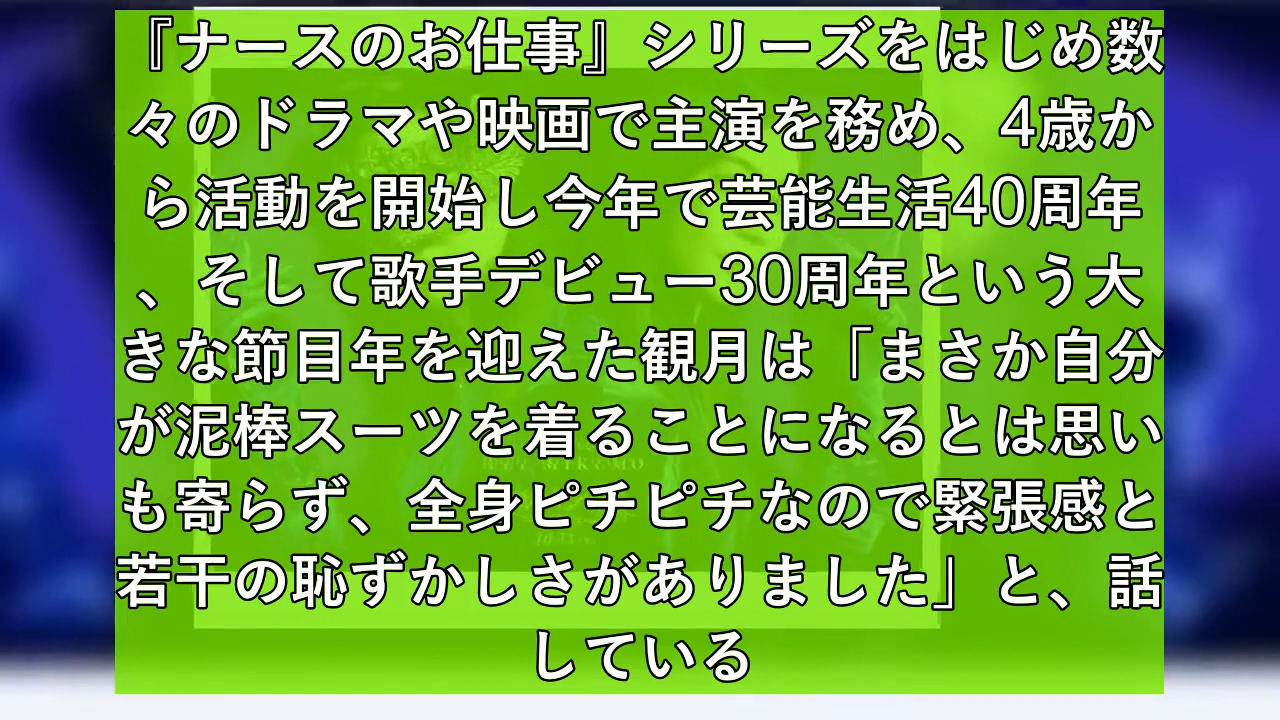 『ナースのお仕事』シリーズをはじめ数
々のドラマや映画で主演を務め、4歳か
ら活動を開始し今年で芸能生活40周年
、そして歌手デビュー30周年という大
きな節目年を迎えた観月は「まさか自分
が泥棒スーツを着ることになるとは思い
も寄らず、全身ピチピチなので緊張感と
若干の恥ずかしさがありました」と、話
している